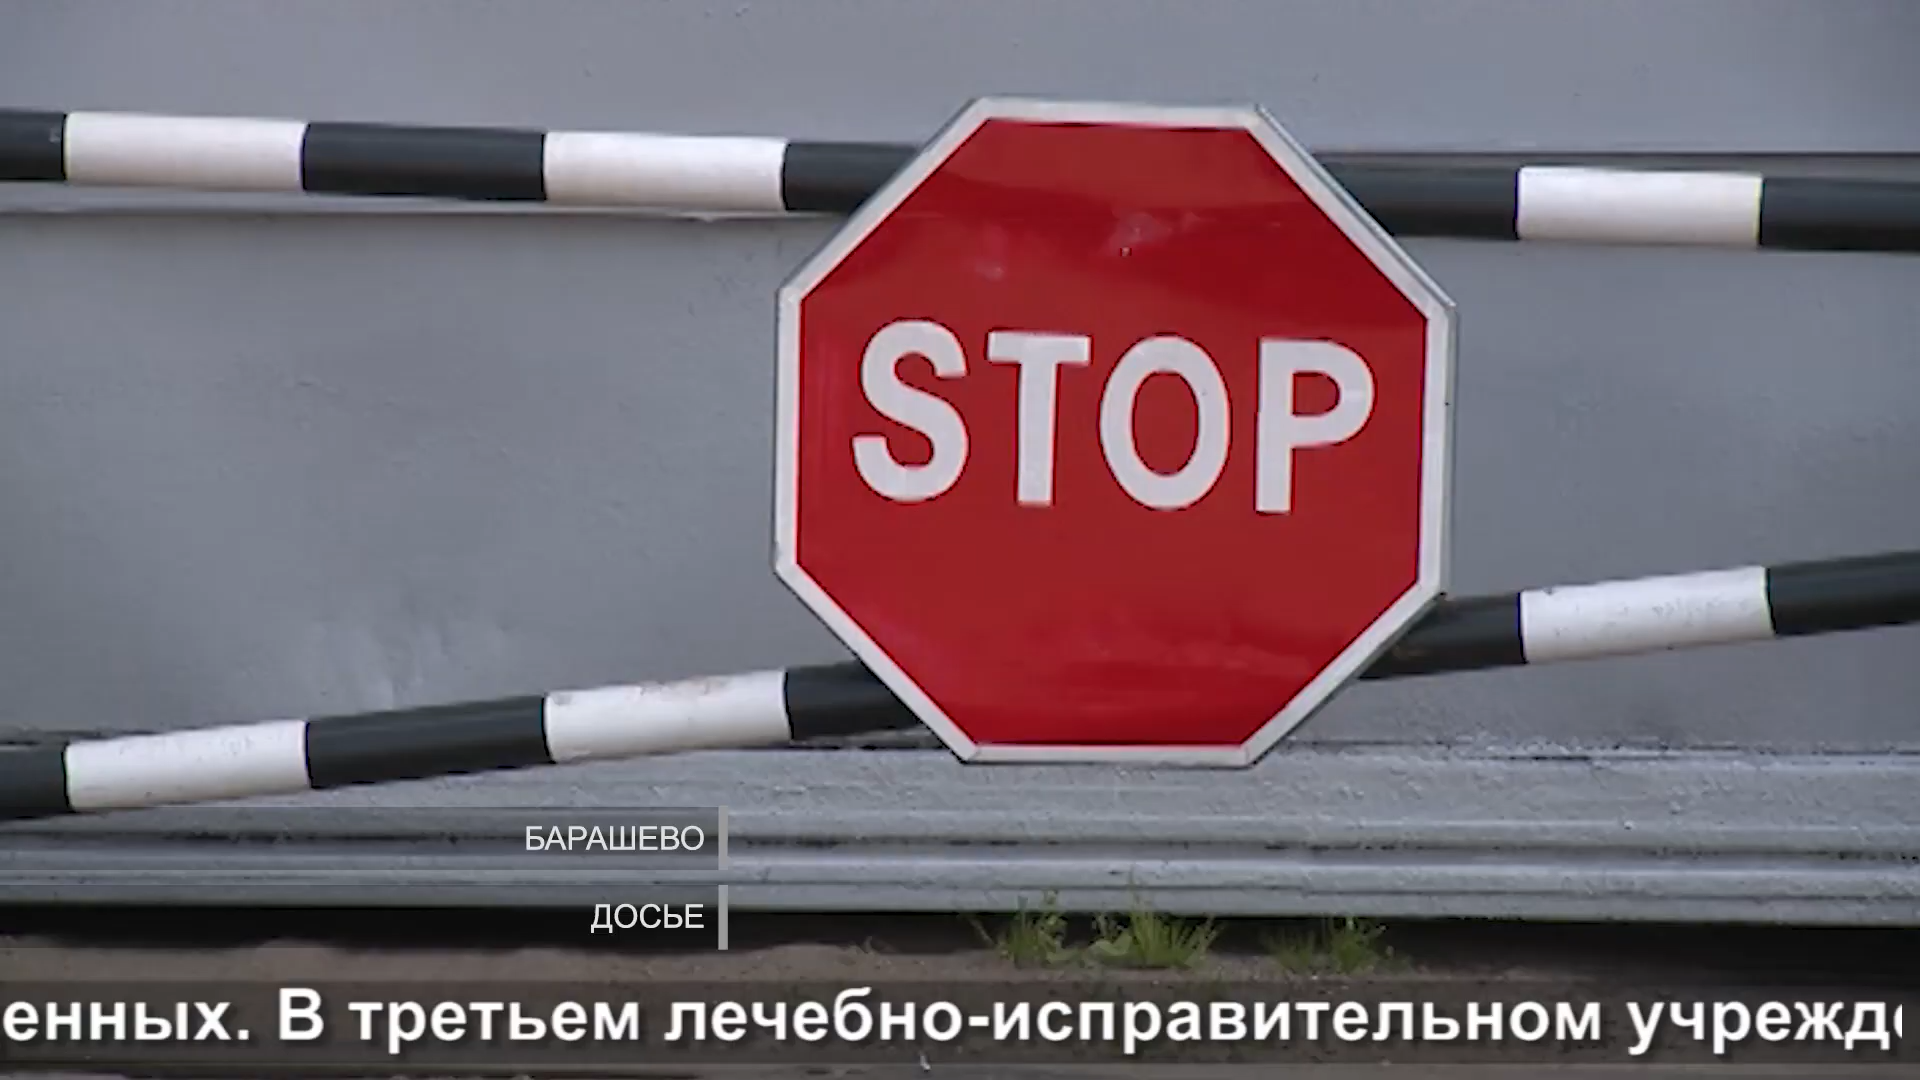 STOP
БАРАШЕВО
ДОСЬЕ
енных. В третьем лечебно-исправительном учрежд